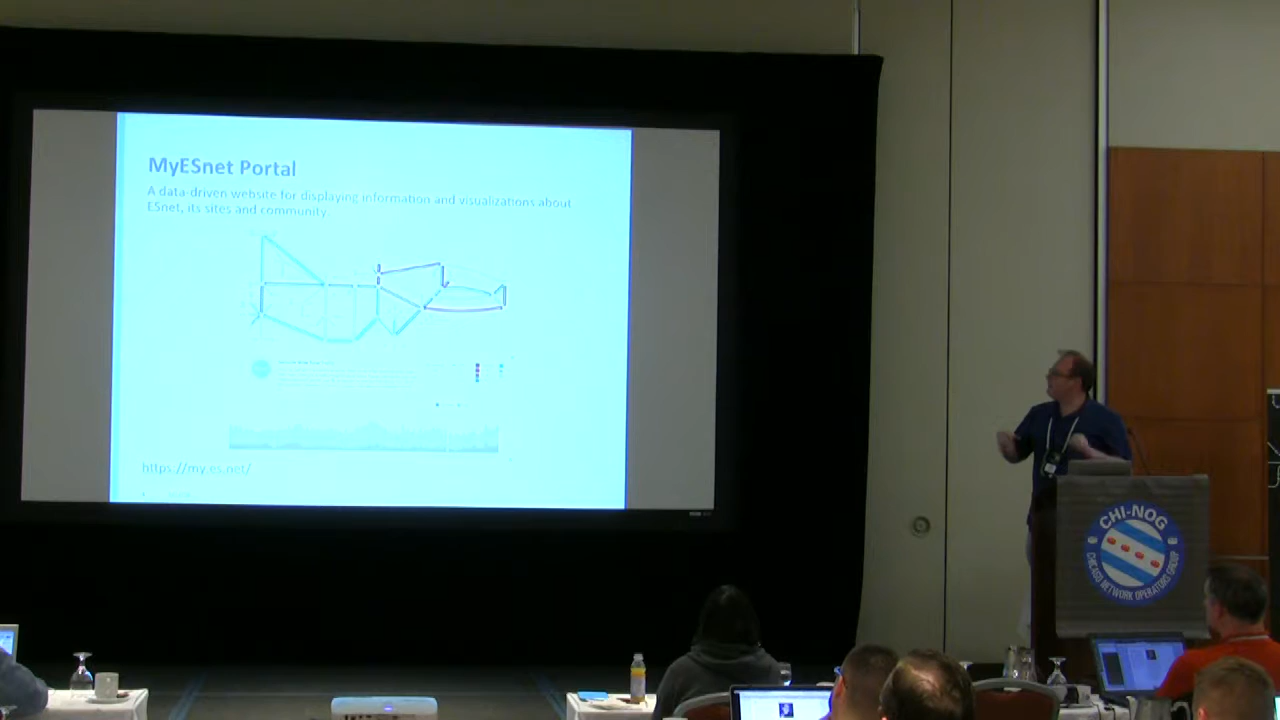 MyESnet Portal
A data-driven website for displaying information and visualizations about
ESnet, its sites and community.
https://my.es.net/
CHI-NOG
CHICAGO NETWORK OPERATORS GROUP